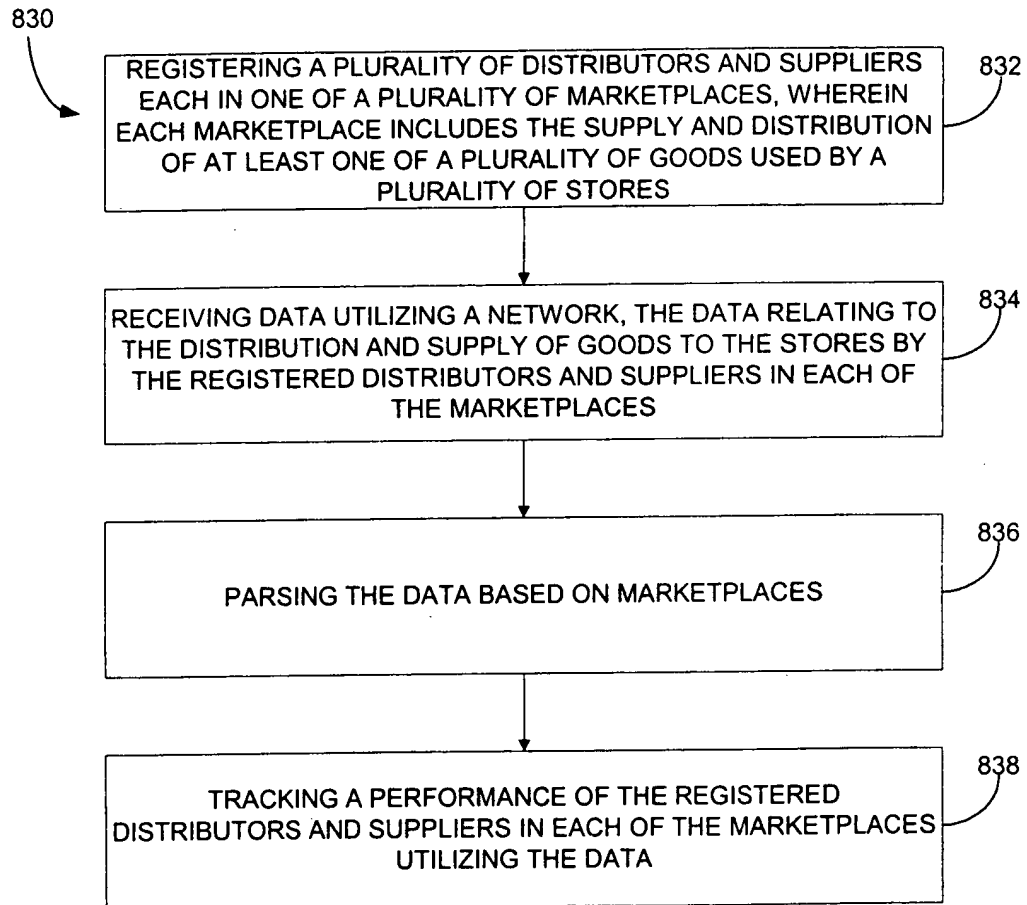 830
REGISTERING A PLURALITY OF DISTRIBUTORS AND SUPPLIERS
EACH IN ONE OF A PLURALITY OF MARKETPLACES, WHEREIN
EACH MARKETPLACE INCLUDES THE SUPPLY AND DISTRIBUTION
OF AT LEAST ONE OF A PLURALITY OF GOODS USED BY A
PLURALITY OF STORES
832
RECEIVING DATA UTILIZING A NETWORK, THE DATA RELATING TO
THE DISTRIBUTION AND SUPPLY OF GOODS TO THE STORES BY
THE REGISTERED DISTRIBUTORS AND SUPPLIERS IN EACH OF
THE MARKETPLACES
834
PARSING THE DATA BASED ON MARKETPLACES
836
TRACKING A PERFORMANCE OF THE REGISTERED
DISTRIBUTORS AND SUPPLIERS IN EACH OF THE MARKETPLACES
UTILIZING THE DATA
838